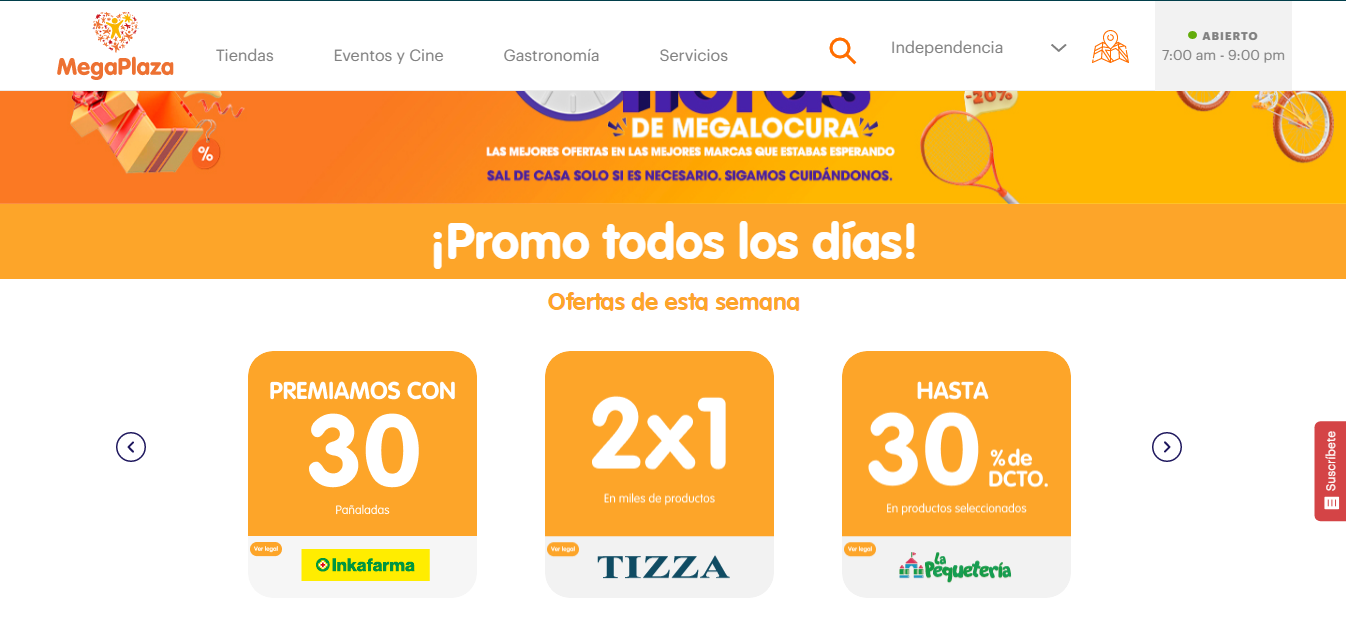 MegaPlaza
Tiendas
Eventos y Cine
Gastronomía
Servicios
Independencia
ABIERTO
7:00 am - 9:00 pm
horas
-20%
%
DE MEGALOCURA
LAS MEJORES OFERTAS EN LAS MEJORES MARCAS QUE ESTABAS ESPERANDO
SAL DE CASA SOLO SI ES NECESARIO. SIGAMOS CUIDÁNDONOS.
¡Promo todos los días!
Ofertas de esta semana
PREMIAMOS CON
30
Pañaladas
Ver legal
Inkafarma
2x1
En miles de productos
Ver legal
TIZZA
HASTA
30 % de
DCTO.
En productos seleccionados
Ver legal
La
Pequetería
Suscríbete